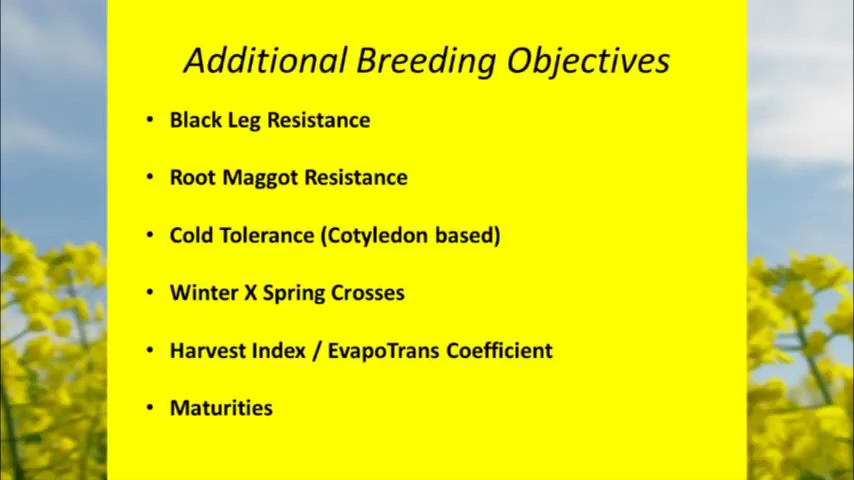 Additional Breeding Objectives
• Black Leg Resistance
• Root Maggot Resistance
• Cold Tolerance (Cotyledon based)
• Winter X Spring Crosses
• Harvest Index / EvapoTrans Coefficient
• Maturities